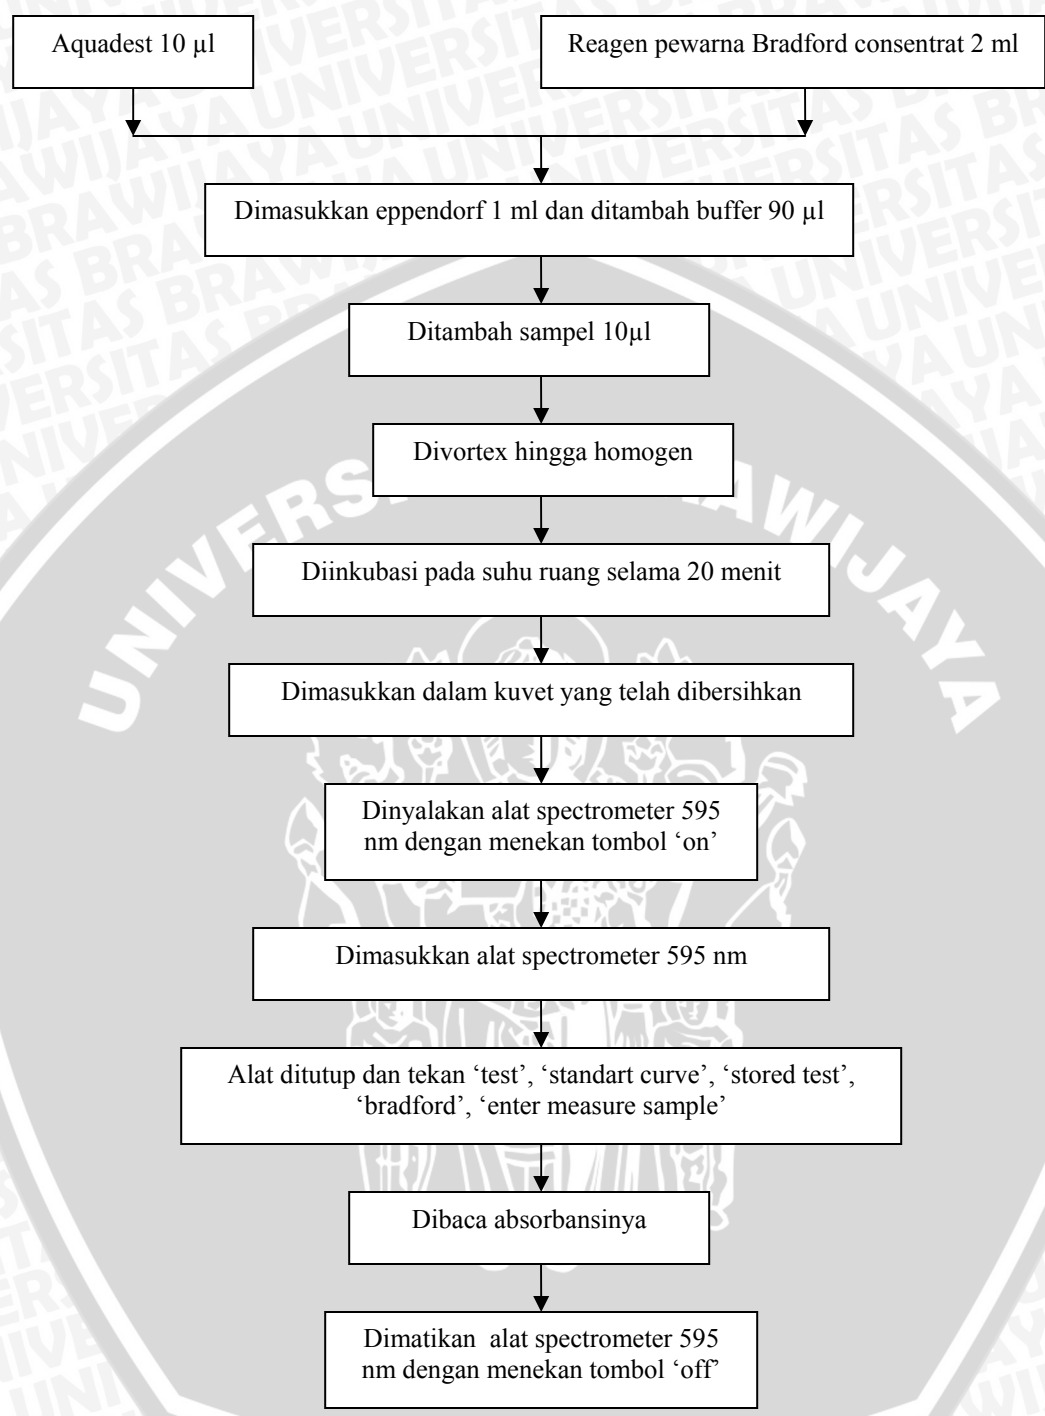 Aquadest 10 µl
Reagen pewarna Bradford consentrat 2 ml
Dimasukkan eppendorf 1 ml dan ditambah buffer 90 µl
Ditambah sampel 10µl
Divortex hingga homogen
Diinkubasi pada suhu ruang selama 20 menit
Dimasukkan dalam kuvet yang telah dibersihkan
Dinyalakan alat spectrometer 595
nm dengan menekan tombol ‘on’
Dimasukkan alat spectrometer 595 nm
Alat ditutup dan tekan ‘test’, ‘standart curve’, ‘stored test’,
‘bradford’, ‘enter measure sample’
Dibaca absorbansinya
Dimatikan  alat spectrometer 595
nm dengan menekan tombol ‘off’